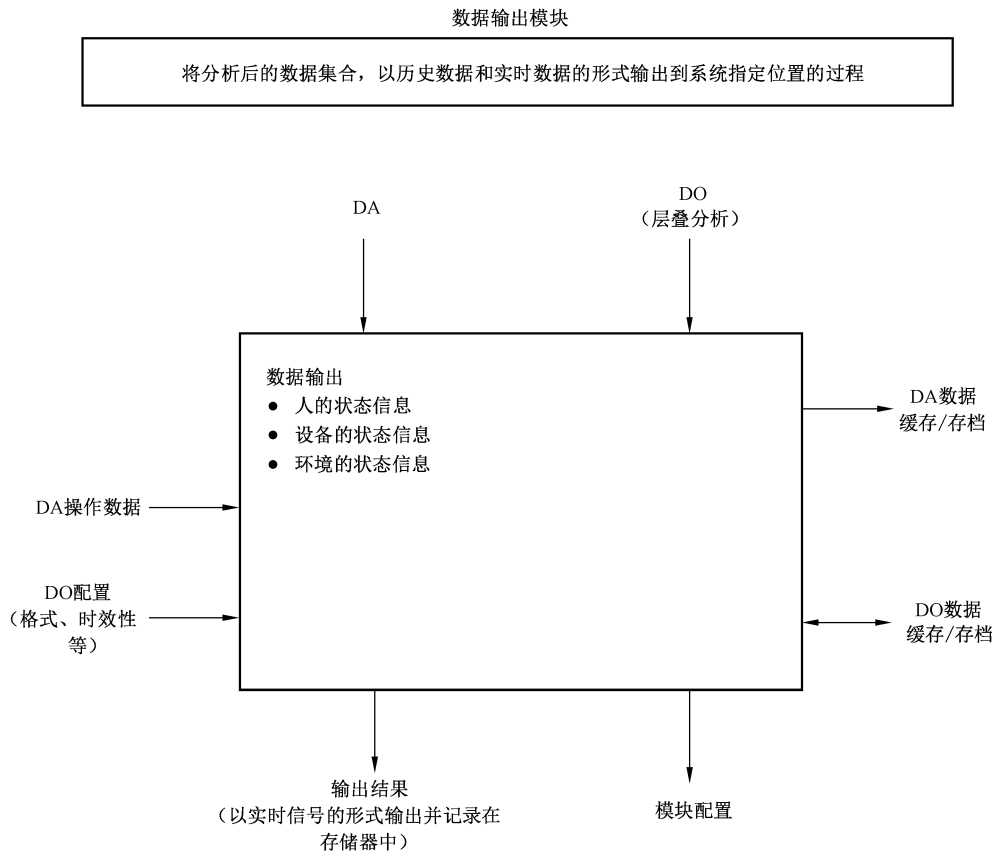 数据输出模块
将分析后的数据集合，以历史数据和实时数据的形式输出到系统指定位置的过程
DA
DO
（层叠分析）
数据输出
● 人的状态信息
● 设备的状态信息
● 环境的状态信息
DA数据
缓存/存档
DA操作数据
DO配置
（格式、时效性
等）
DO数据
缓存/存档
输出结果
（以实时信号的形式输出并记录在
存储器中）
模块配置